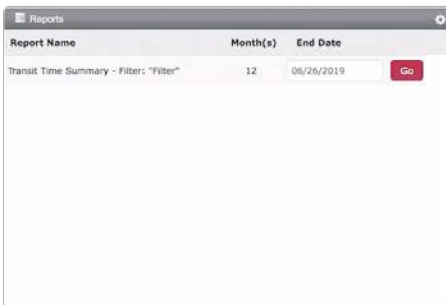 Reports
Report Name Month(s) End Date
Transit Time Summary - Filter: "Filter" 12 06/26/2019 Go